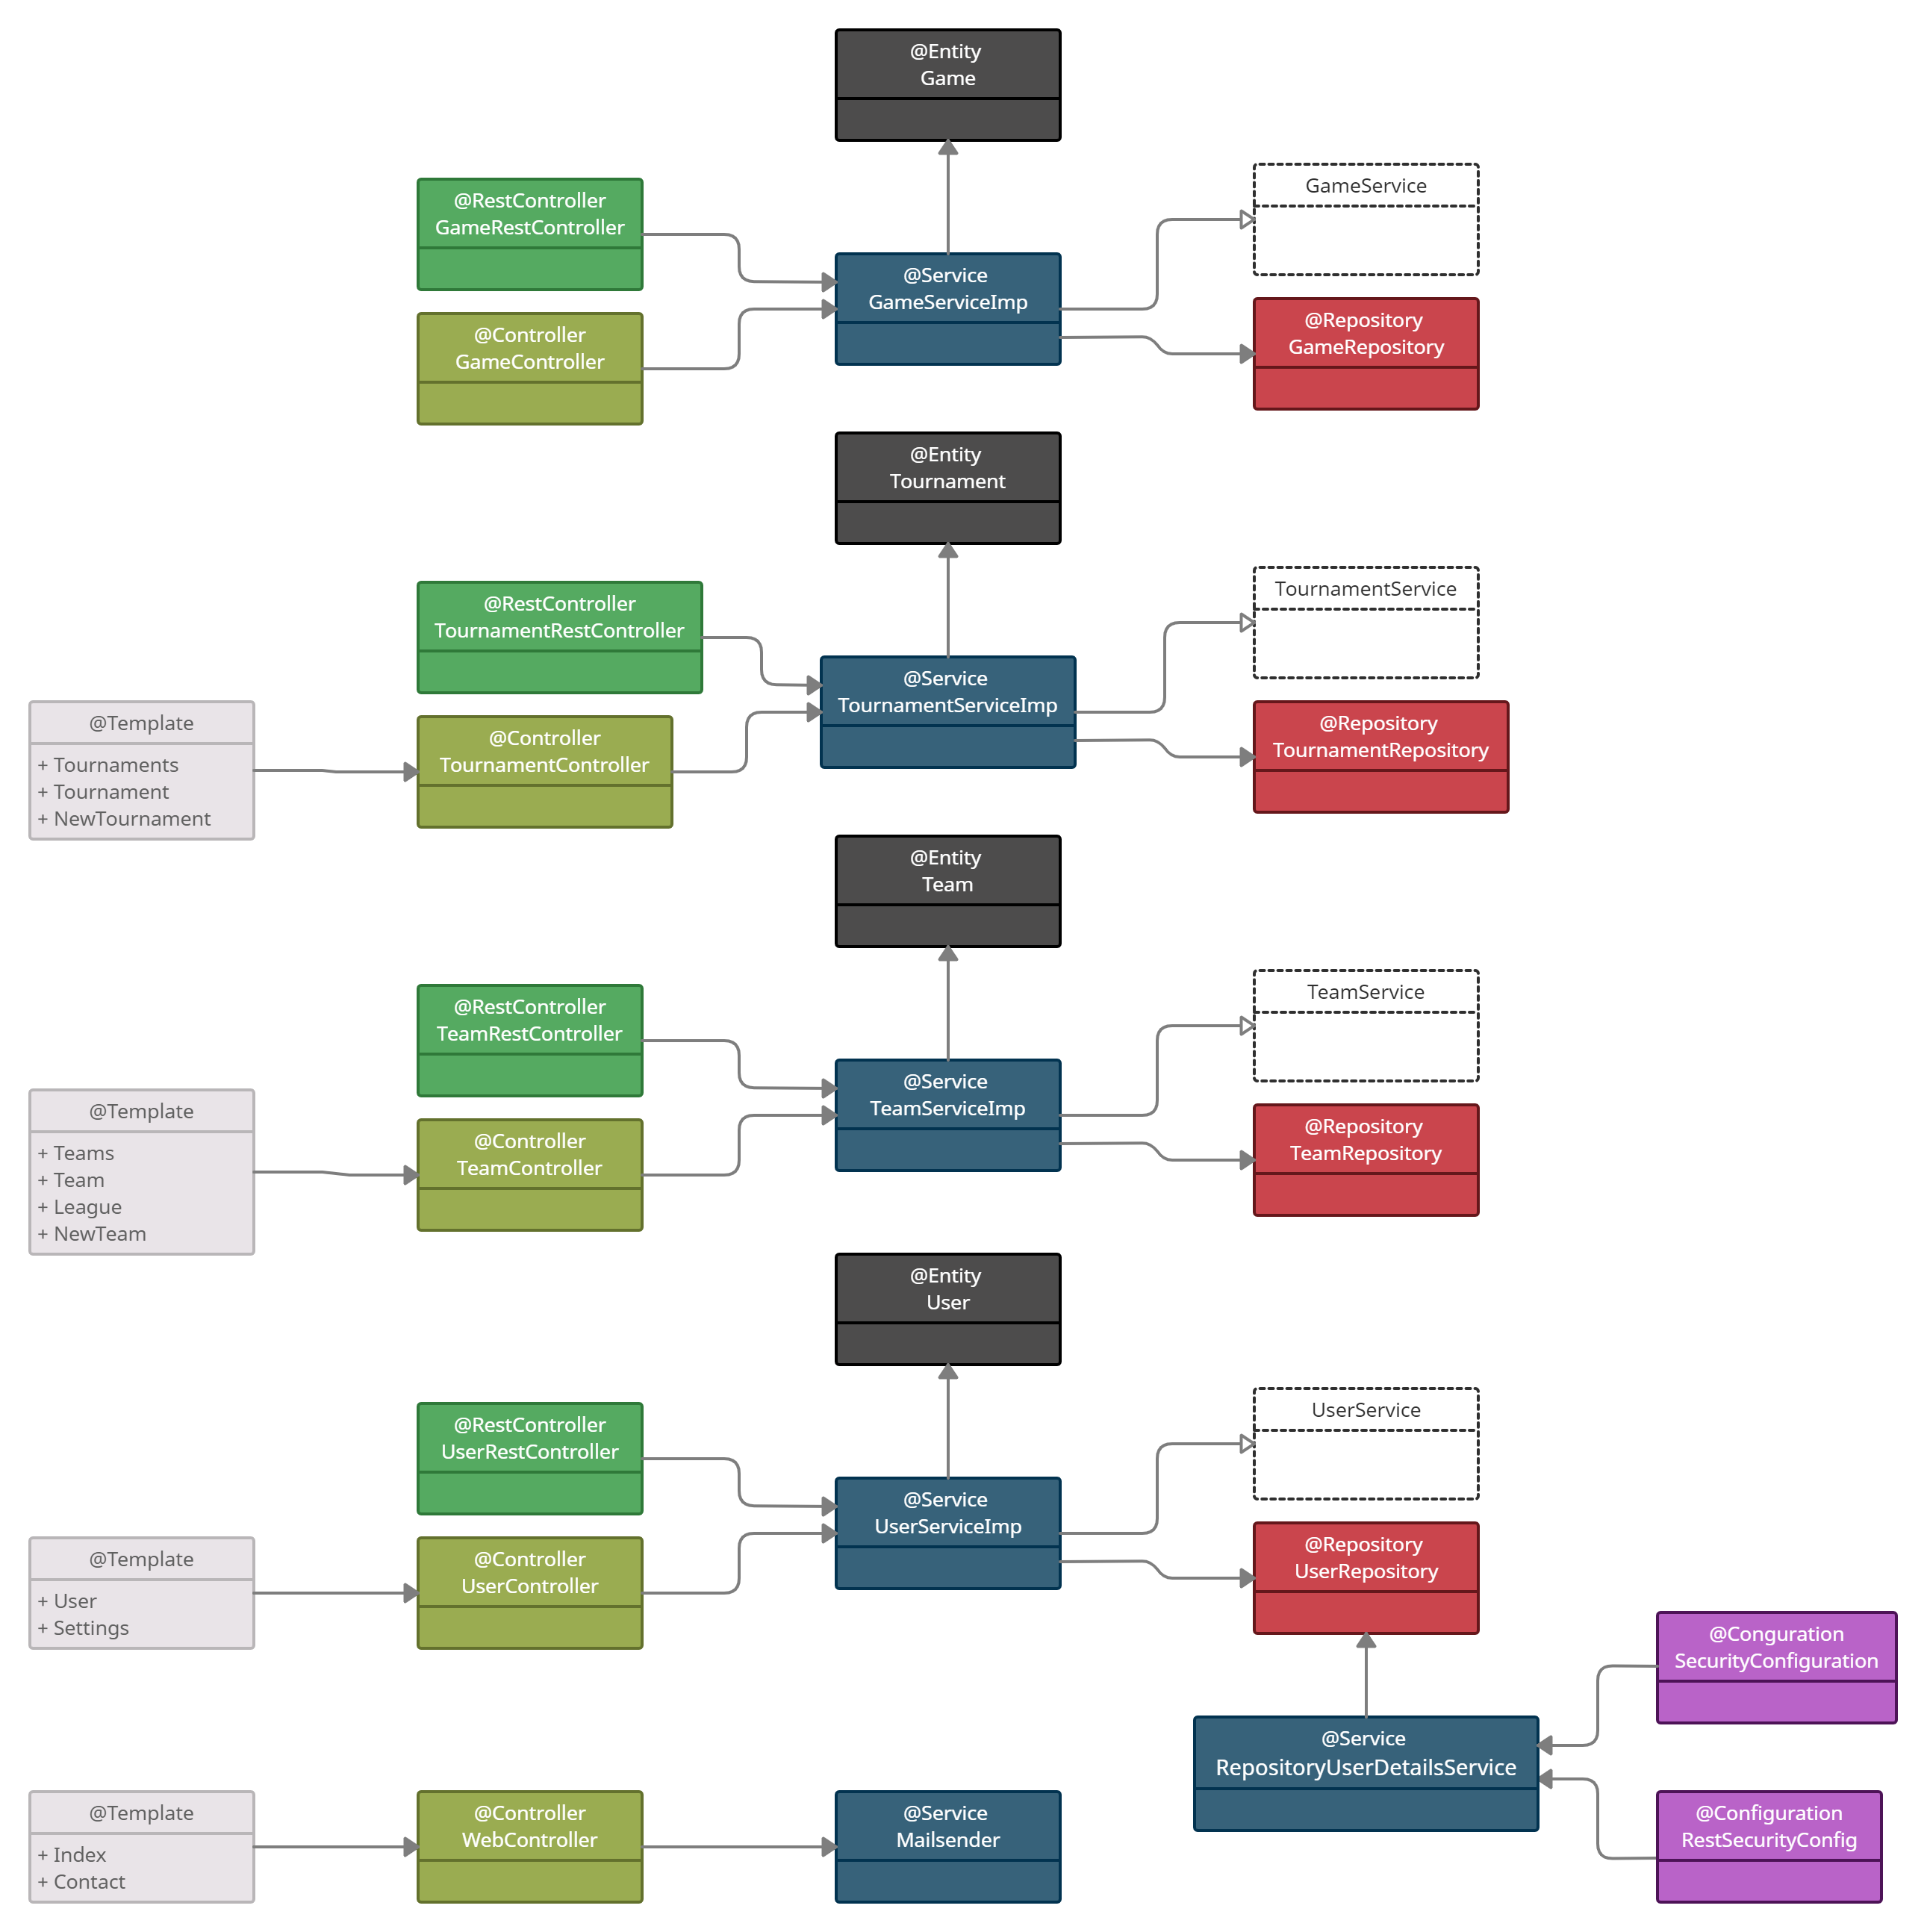 @Entity
Game
@RestController
GameRestController
@Controller
GameController
@Service
GameServiceImp
GameService
@Repository
GameRepository
@Entity
Tournament
@RestController
TournamentRestController
@Template
+ Tournaments
+ Tournament
+ NewTournament
@Controller
TournamentController
@Service
TournamentServiceImp
TournamentService
@Repository
TournamentRepository
@Entity
Team
@RestController
TeamRestController
@Template
+ Teams
+ Team
+ League
+ NewTeam
@Controller
TeamController
@Service
TeamServiceImp
TeamService
@Repository
TeamRepository
@Entity
User
@RestController
UserRestController
@Template
+ User
+ Settings
@Controller
UserController
@Service
UserServiceImp
UserService
@Repository
UserRepository
@Conguration
SecurityConfiguration
@Service
RepositoryUserDetailsService
@Configuration
RestSecurityConfig
@Template
+ Index
+ Contact
@Controller
WebController
@Service
Mailsender